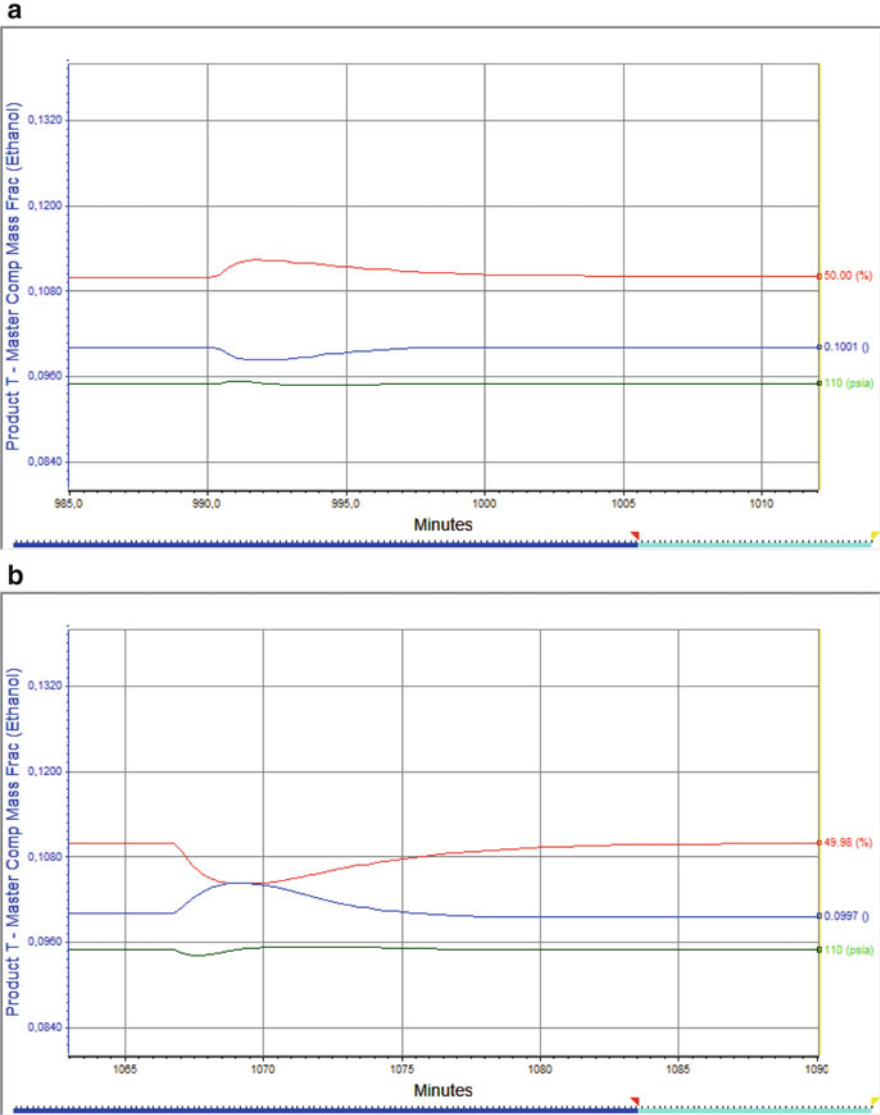 a
Product T - Master Comp Mass Frac (Ethanol)
0,1320
0,1200
0,1080
0,0960
0,0840
50.00 (%)
0.1001 ()
110 (psia)
985,0 990,0 995,0 1000 1005 1010
Minutes
b
Product T - Master Comp Mass Frac (Ethanol)
0,1320
0,1200
0,1080
0,0960
0,0840
49.98 (%)
0.0997 ()
110 (psia)
1065 1070 1075 1080 1085 1090
Minutes